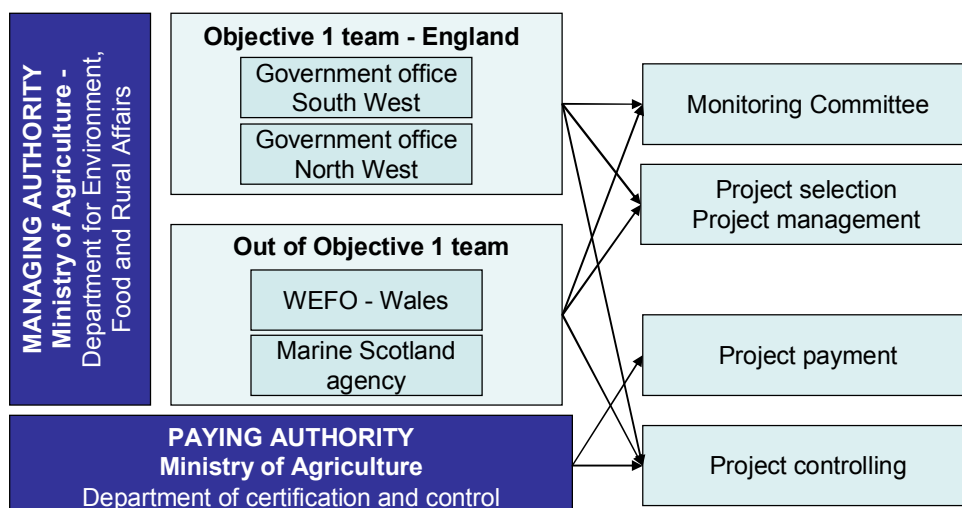 MANAGING AUTHORITY
Ministry of Agriculture -
Department for Environment,
Food and Rural Affairs
Objective 1 team - England
Government office
South West
Government office
North West
Out of Objective 1 team
WEFO - Wales
Marine Scotland
agency
PAYING AUTHORITY
Ministry of Agriculture
Department of certification and control
Monitoring Committee
Project selection
Project management
Project payment
Project controlling